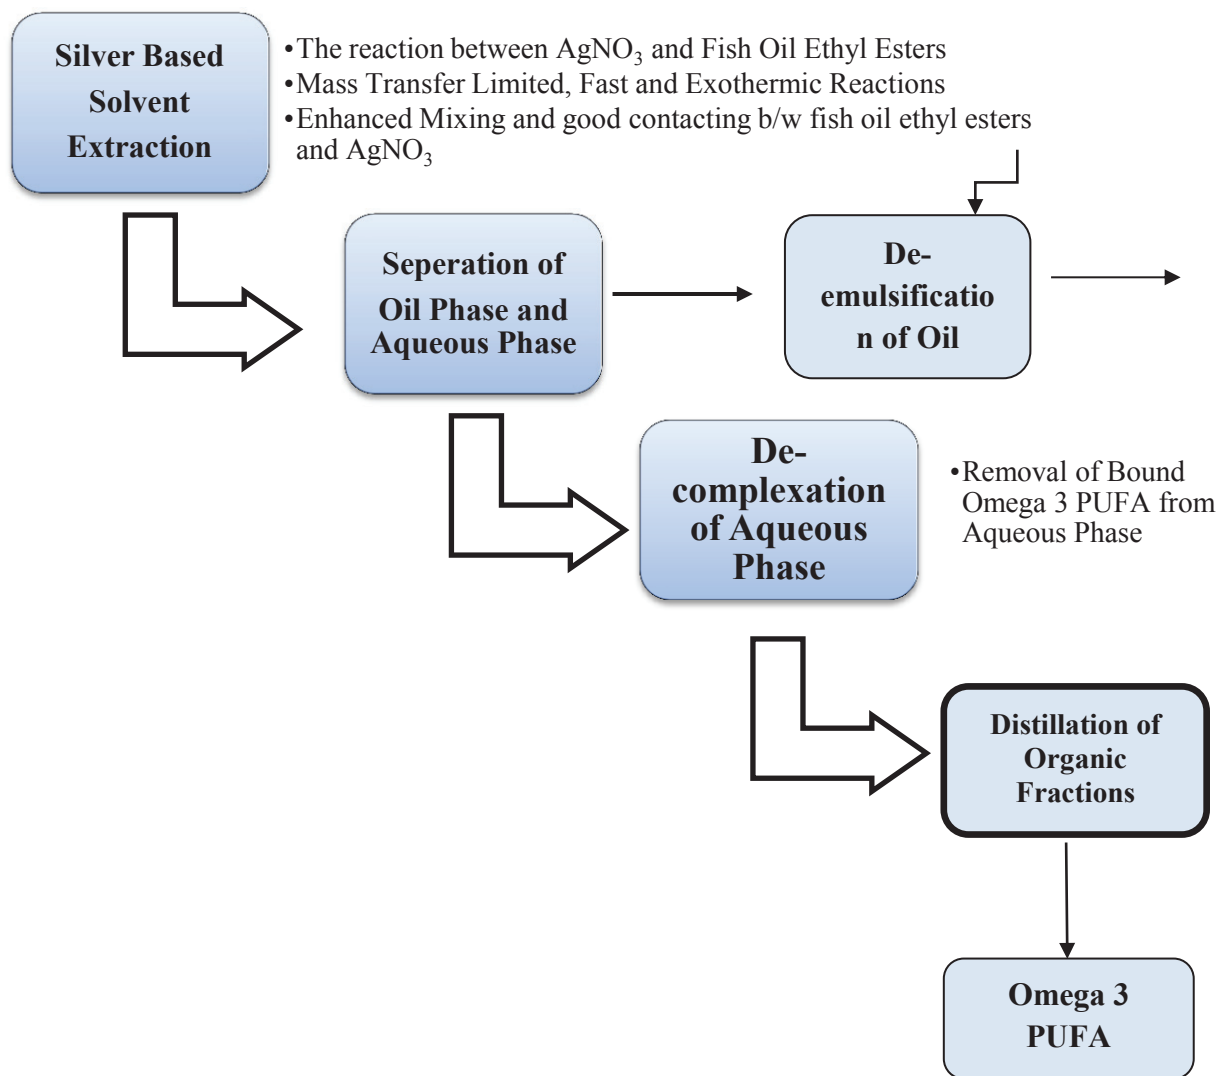 Silver Based
Solvent
Extraction
•The reaction between AgNO₃ and Fish Oil Ethyl Esters
•Mass Transfer Limited, Fast and Exothermic Reactions
•Enhanced Mixing and good contacting b/w fish oil ethyl esters
and AgNO₃
Seperation of
Oil Phase and
Aqueous Phase
De-
emulsificatio
n of Oil
De-
complexation
of Aqueous
Phase
•Removal of Bound
Omega 3 PUFA from
Aqueous Phase
Distillation of
Organic
Fractions
Omega 3
PUFA